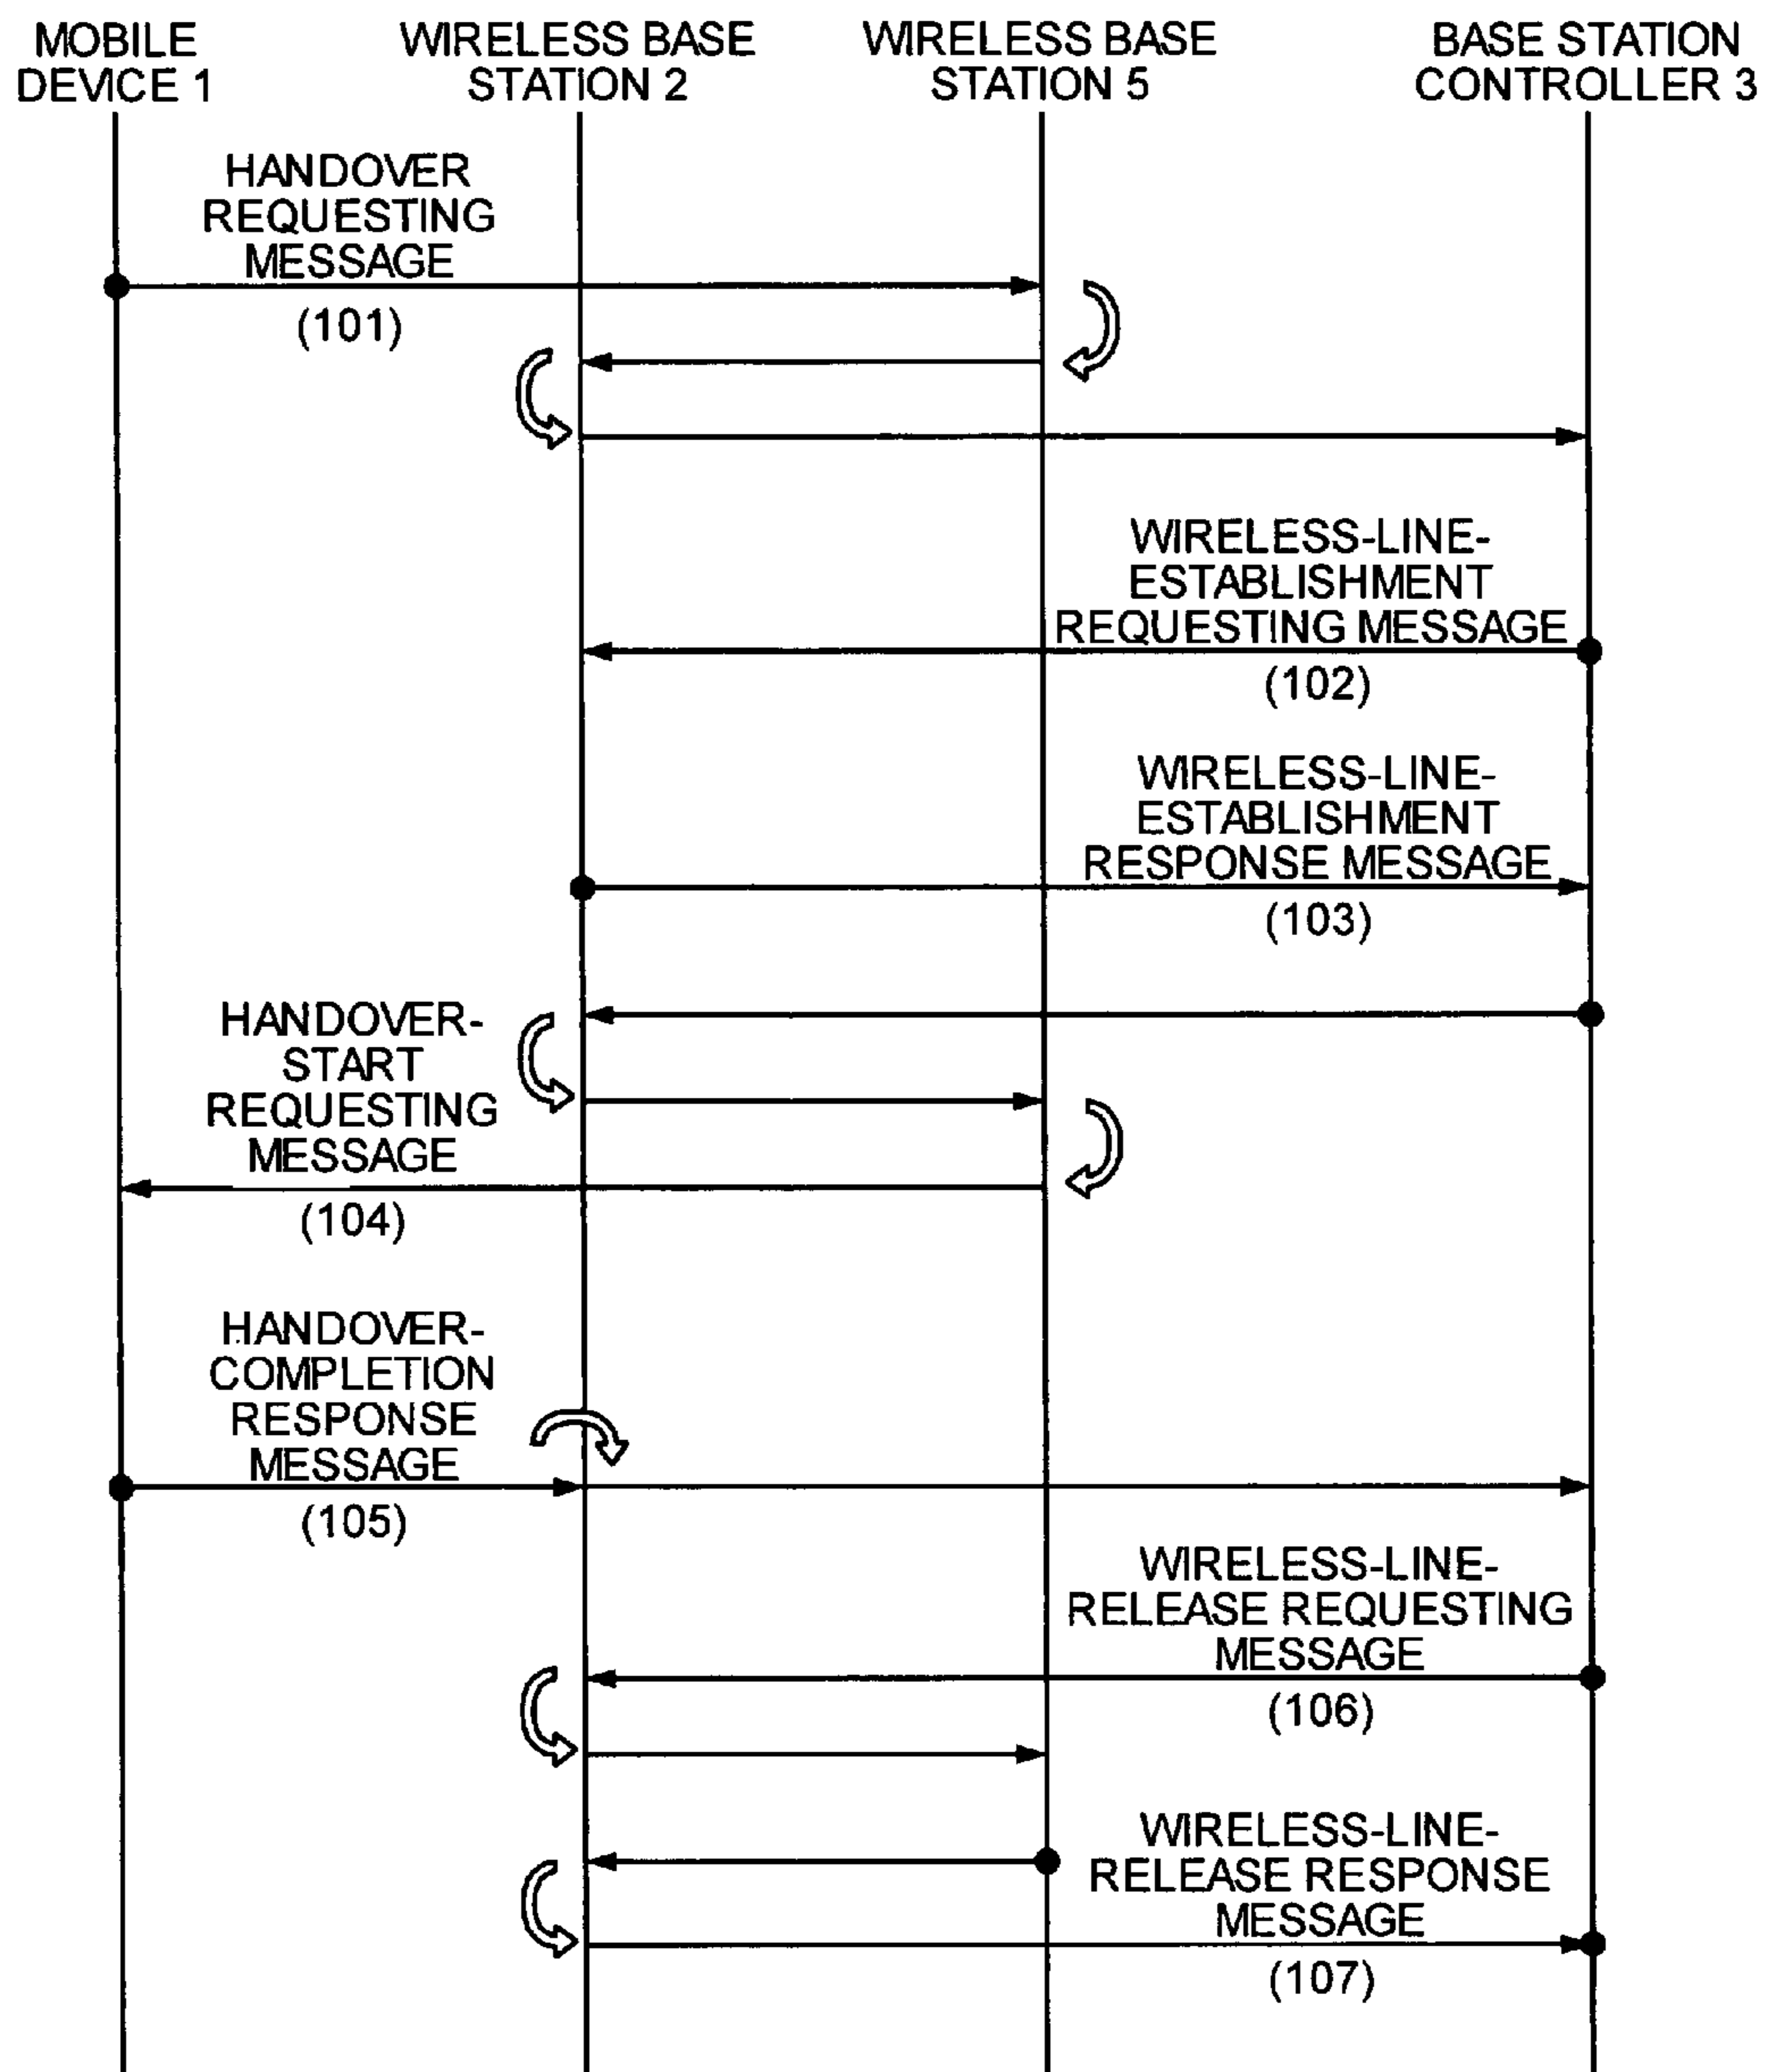 MOBILE
DEVICE 1
WIRELESS BASE
STATION 2
WIRELESS BASE
STATION 5
BASE STATION
CONTROLLER 3
HANDOVER
REQUESTING
MESSAGE
(101)
WIRELESS-LINE-
ESTABLISHMENT
REQUESTING MESSAGE
(102)
WIRELESS-LINE-
ESTABLISHMENT
RESPONSE MESSAGE
(103)
HANDOVER-
START
REQUESTING
MESSAGE
(104)
HANDOVER-
COMPLETION
RESPONSE
MESSAGE
(105)
WIRELESS-LINE-
RELEASE REQUESTING
MESSAGE
(106)
WIRELESS-LINE-
RELEASE RESPONSE
MESSAGE
(107)